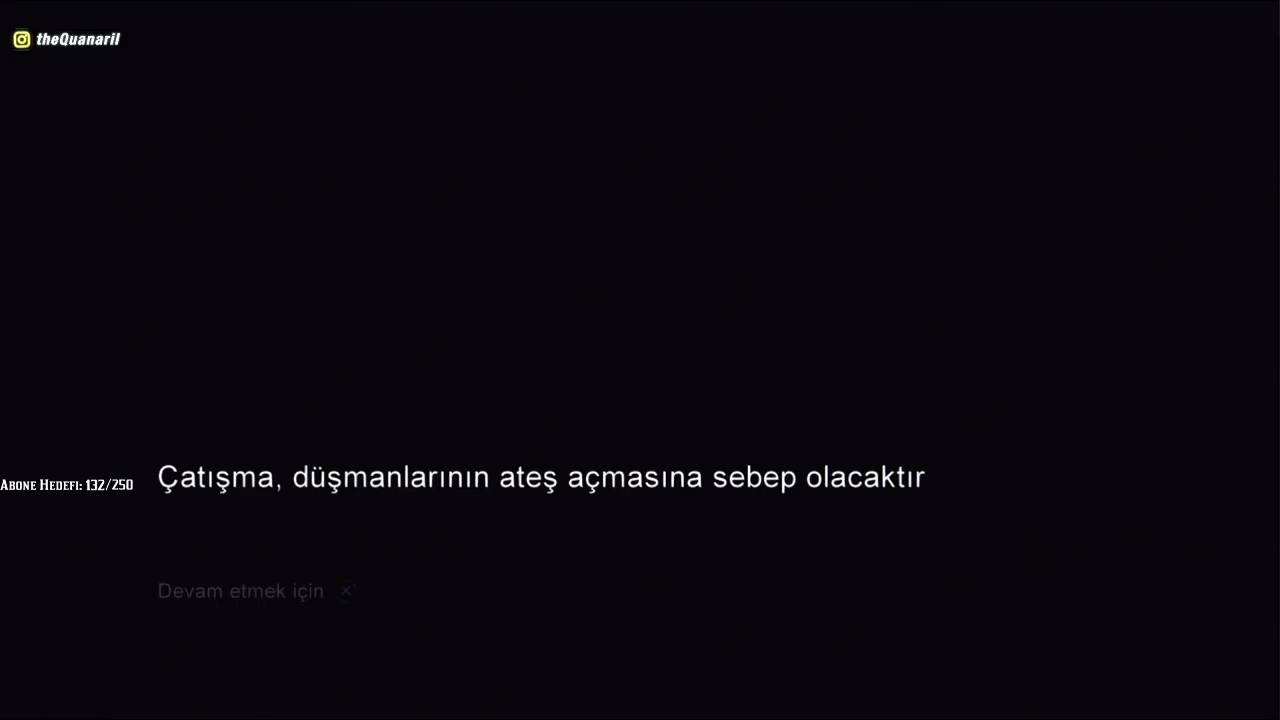 theQuanaril
Çatışma, düşmanlarının ateş açmasına sebep olacaktır
ABONE HEDEFI: 132/250
Devam etmek için